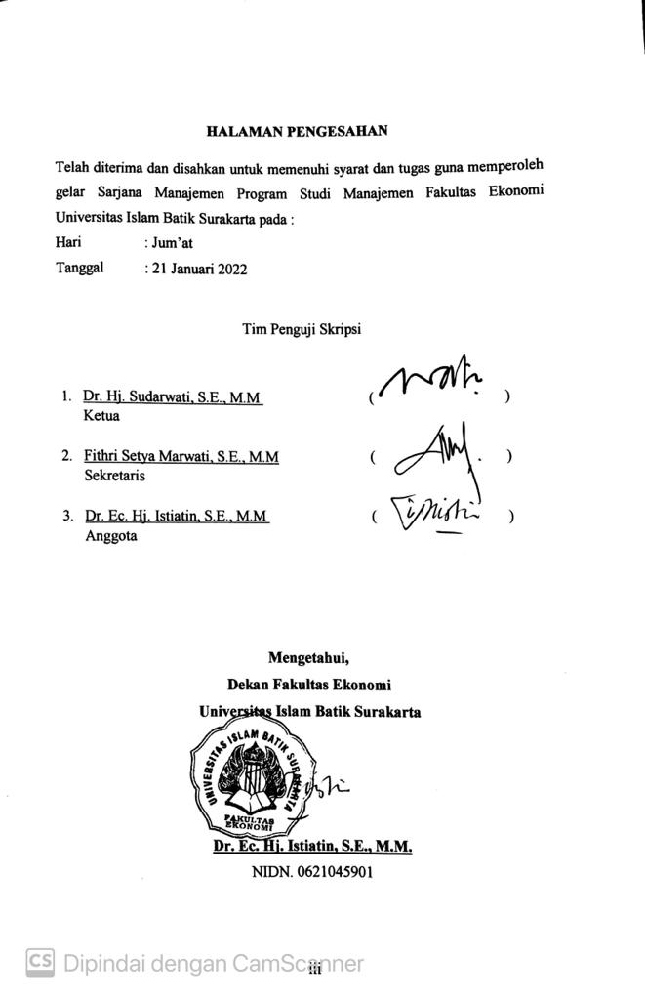 HALAMAN PENGESAHAN
Telah diterima dan disahkan untuk memenuhi syarat dan tugas guna memperoleh
gelar Sarjana Manajemen Program Studi Manajemen Fakultas Ekonomi
Universitas Islam Batik Surakarta pada :
Hari : Jum'at
Tanggal : 21 Januari 2022
Tim Penguji Skripsi
1. Dr. Hj. Sudarwati, S.E., M.M ( )
Ketua
2. Fithri Setya Marwati, S.E., M.M ( )
Sekretaris
3. Dr. Ec. Hj. Istiatin, S.E., M.M ( )
Anggota
Mengetahui,
Dekan Fakultas Ekonomi
Universitas Islam Batik Surakarta
UNIVERSITAS ISLAM BATIK SURAKARTA
FAKULTAS
EKONOMI
Dr. Ec. Hj. Istiatin, S.E., M.M.
NIDN. 0621045901
iii
CS Dipindai dengan CamScanner